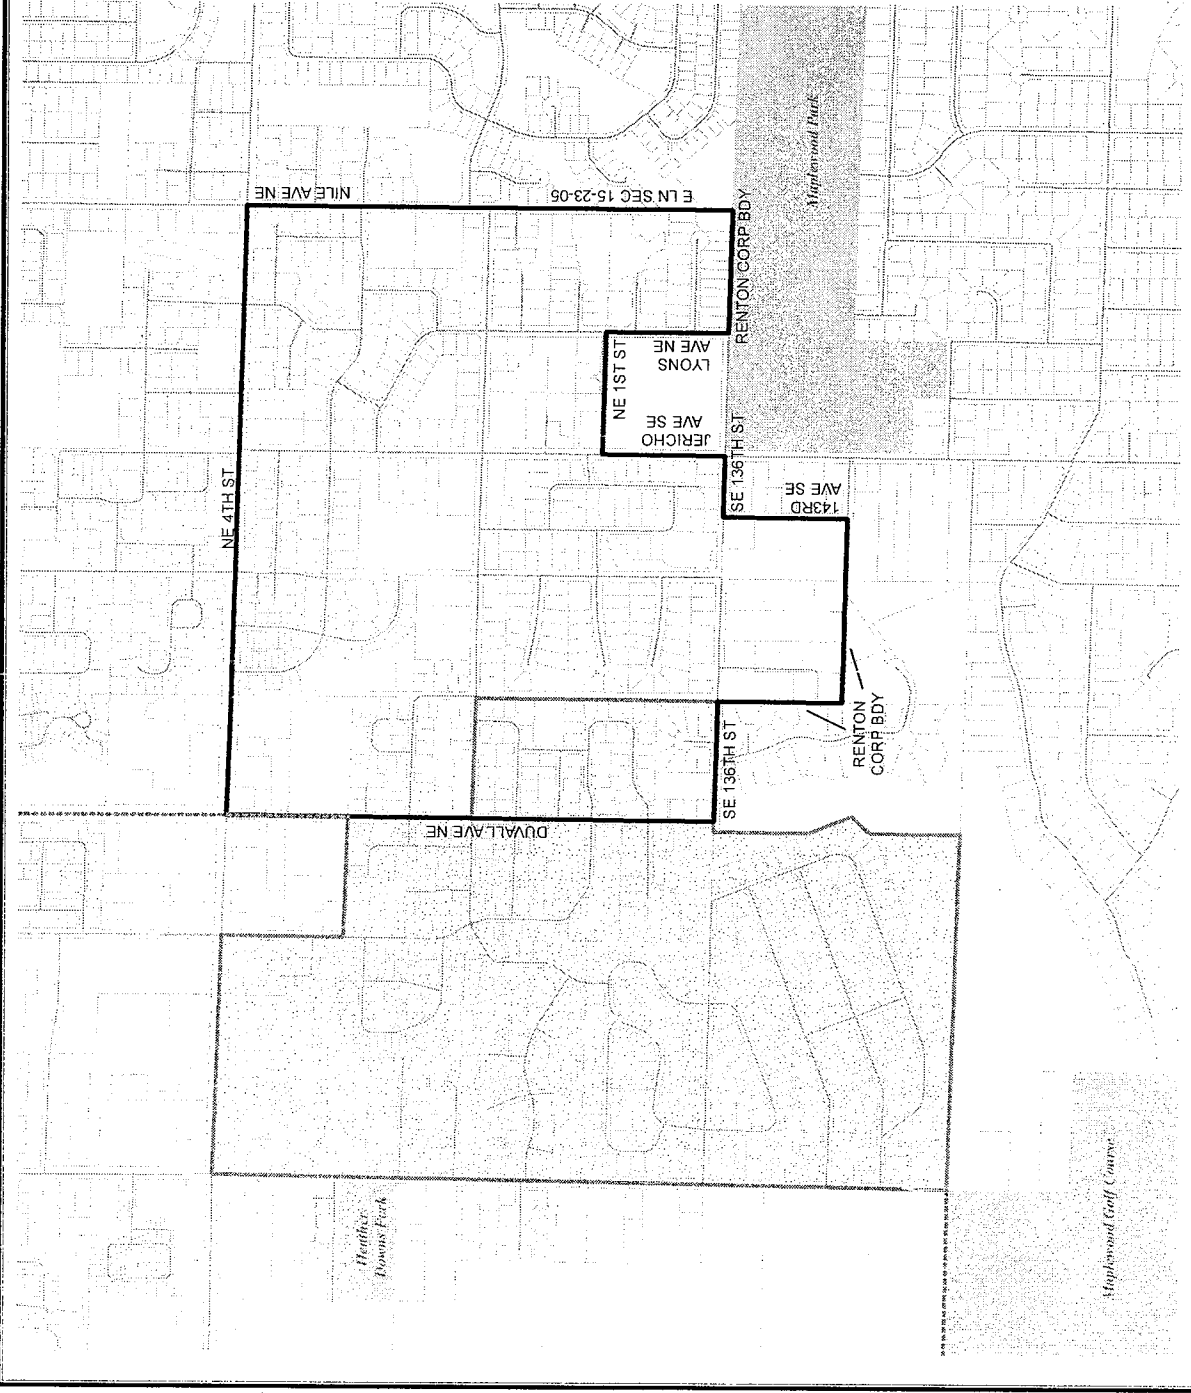 NILE AVE NE
E LN SEC 15-23-05
Maplewood Park
RENTON CORP BDY
NE 4TH ST
NE 1ST ST
LYONS
AVE NE
JERICHO
AVE SE
SE 136TH ST
143RD
AVE SE
DUVALL AVE NE
SE 136TH ST
RENTON
CORP BDY
Heather
Downs Park
Maplewood Golf Course